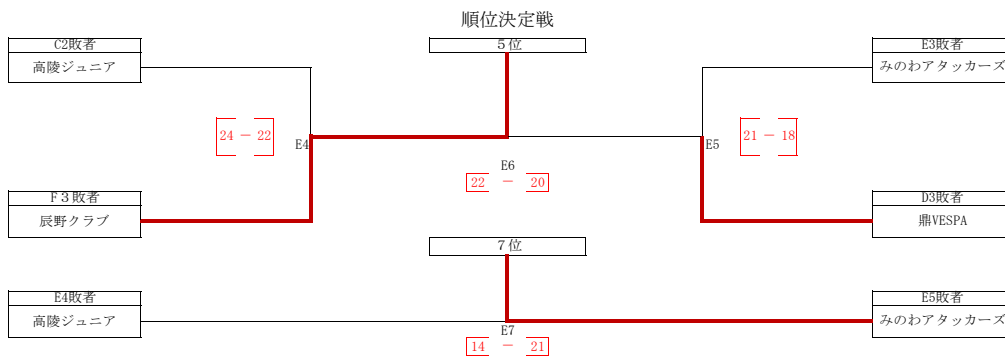 順位決定戦
C2敗者
５位
E3敗者
高陵ジュニア
みのわアタッカーズ
24 － 22
E4
E5
21 － 18
E6
22 － 20
Ｆ３敗者
D3敗者
辰野クラブ
鼎VESPA
７位
E4敗者
E5敗者
高陵ジュニア
みのわアタッカーズ
E7
14 － 21